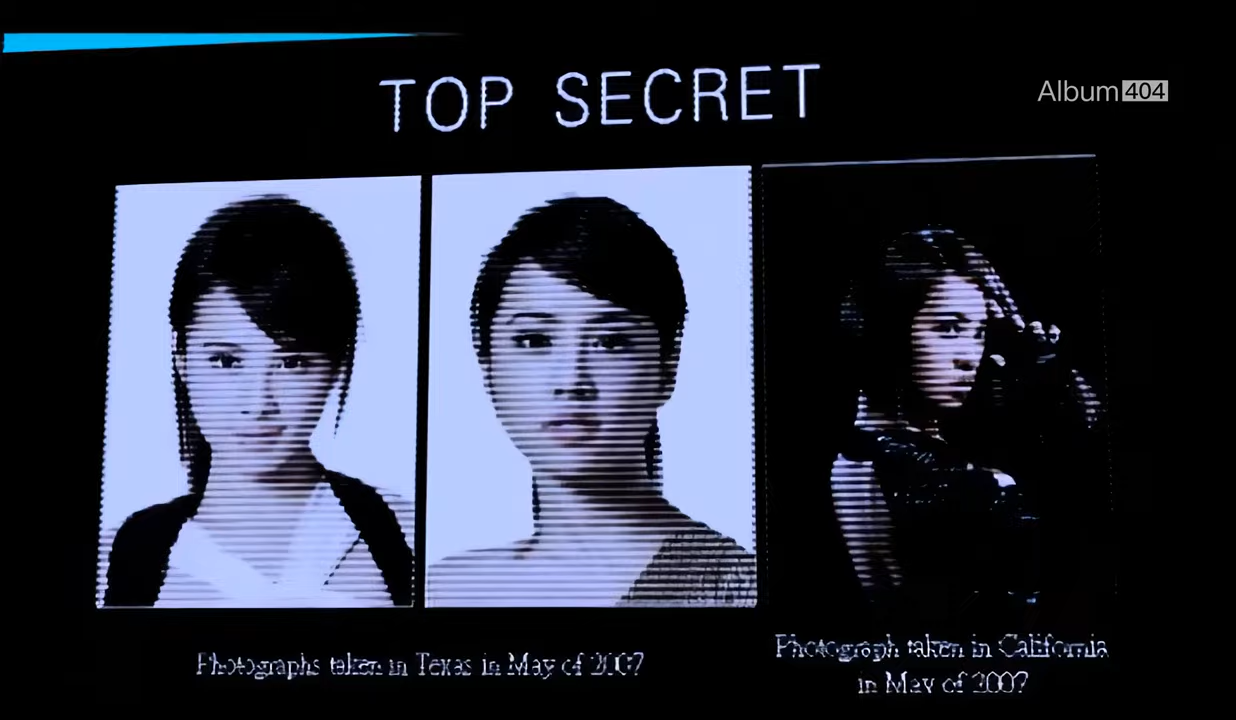 TOP SECRET
Album404
Photographs taken in Texas in May of 2007
Photograph taken in California
in May of 2007